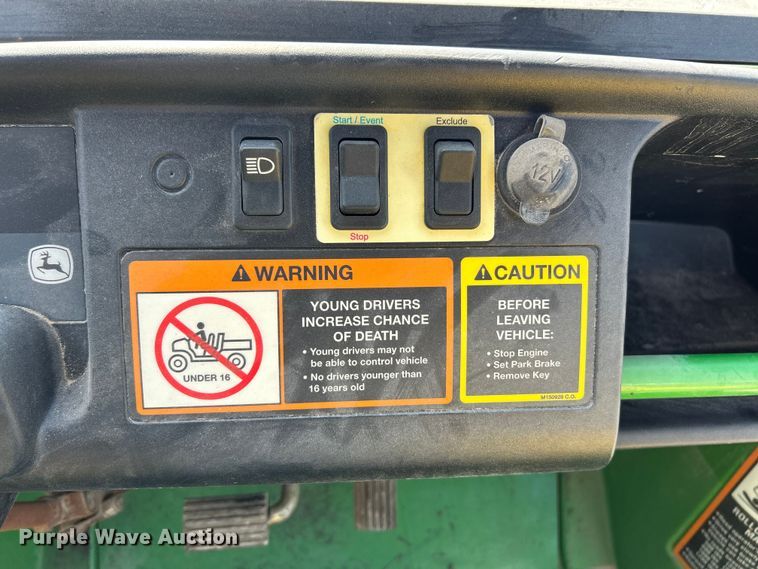 Start / Event
Exclude
Stop
12V
WARNING
UNDER 16
YOUNG DRIVERS
INCREASE CHANCE
OF DEATH
• Young drivers may not
be able to control vehicle
• No drivers younger than
16 years old
CAUTION
BEFORE
LEAVING
VEHICLE:
• Stop Engine
• Set Park Brake
• Remove Key
M150929 C.O.
Purple Wave Auction